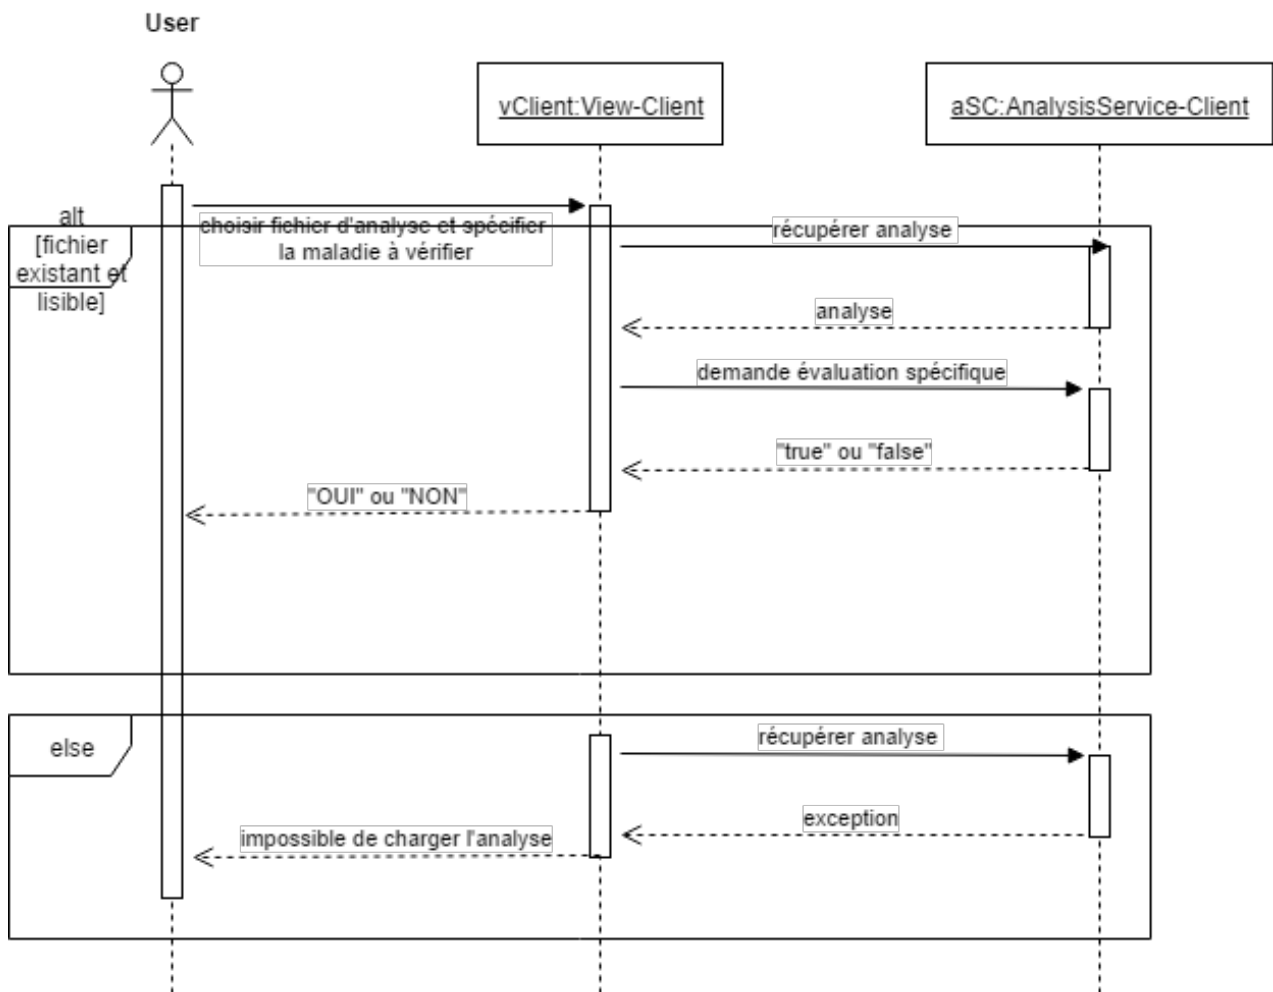 User
vClient:View-Client
aSC:AnalysisService-Client
alt
[fichier
existant et
lisible]
choisir fichier d'analyse et spécifier
la maladie à vérifier
récupérer analyse
analyse
demande évaluation spécifique
"true" ou "false"
"OUI" ou "NON"
else
récupérer analyse
exception
impossible de charger l'analyse